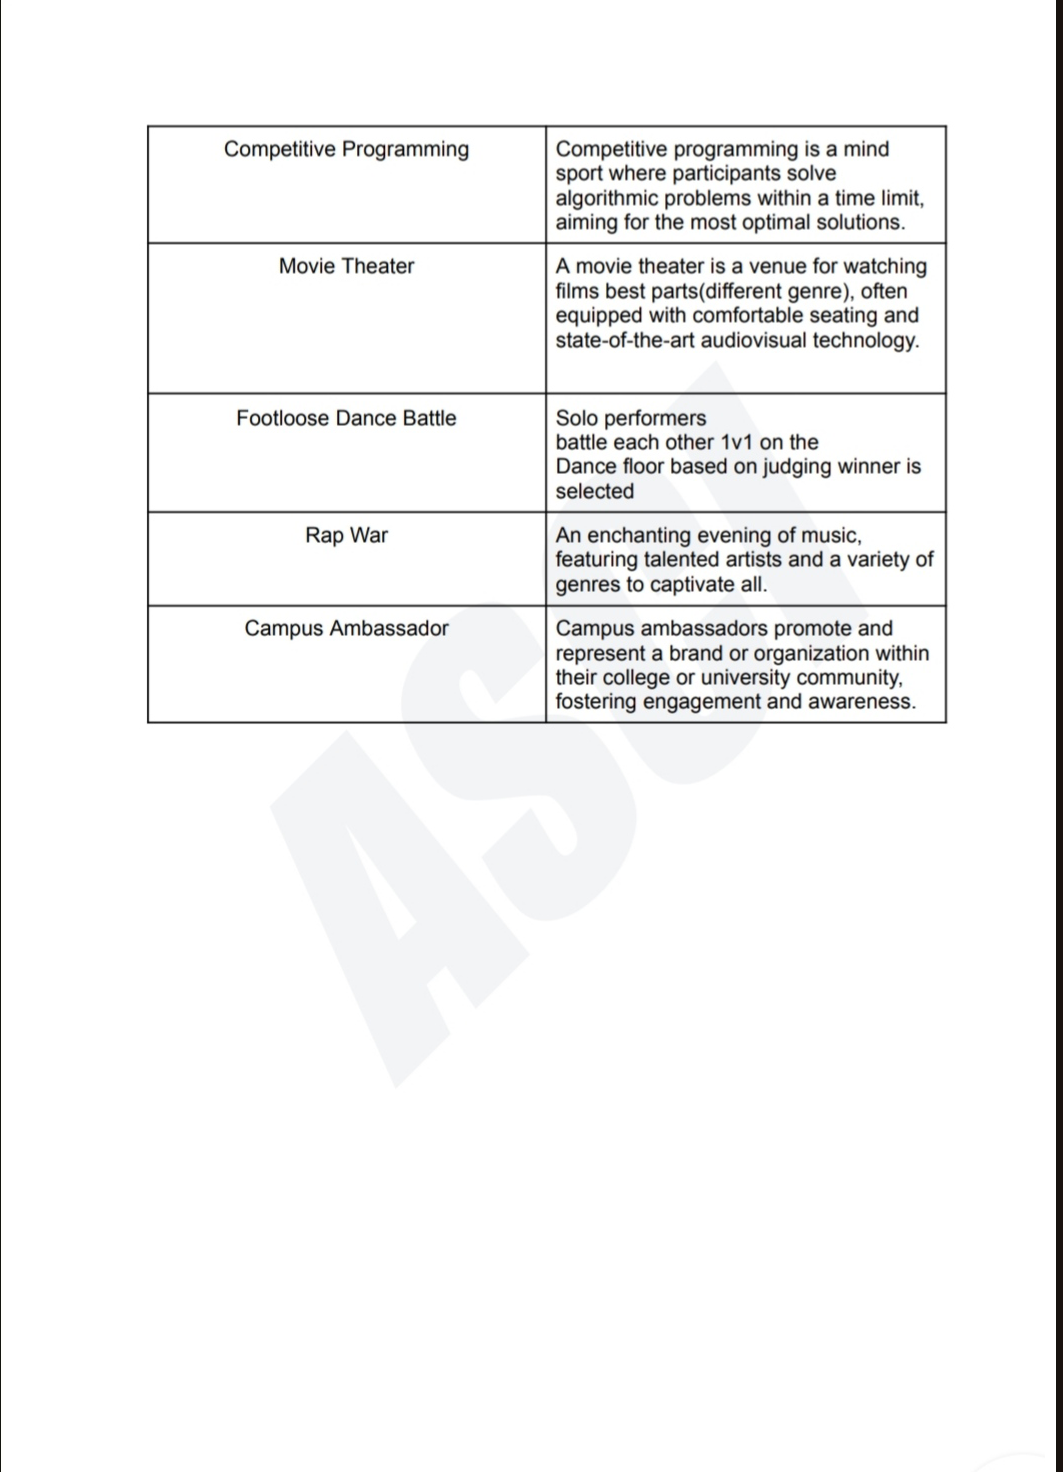 Competitive Programming
Competitive programming is a mind
sport where participants solve
algorithmic problems within a time limit,
aiming for the most optimal solutions.
Movie Theater
A movie theater is a venue for watching
films best parts(different genre), often
equipped with comfortable seating and
state-of-the-art audiovisual technology.
Footloose Dance Battle
Solo performers
battle each other 1v1 on the
Dance floor based on judging winner is
selected
Rap War
An enchanting evening of music,
featuring talented artists and a variety of
genres to captivate all.
Campus Ambassador
Campus ambassadors promote and
represent a brand or organization within
their college or university community,
fostering engagement and awareness.
ASCI